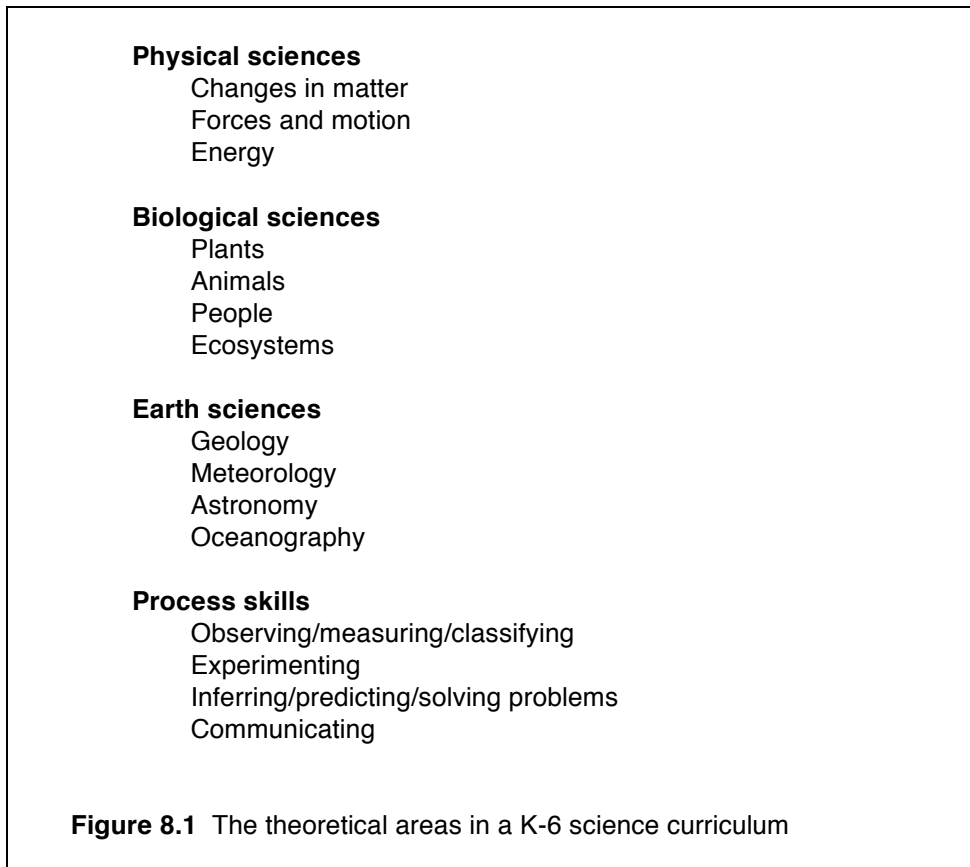 Physical sciences
Changes in matter
Forces and motion
Energy
Biological sciences
Plants
Animals
People
Ecosystems
Earth sciences
Geology
Meteorology
Astronomy
Oceanography
Process skills
Observing/measuring/classifying
Experimenting
Inferring/predicting/solving problems
Communicating
Figure 8.1 The theoretical areas in a K-6 science curriculum